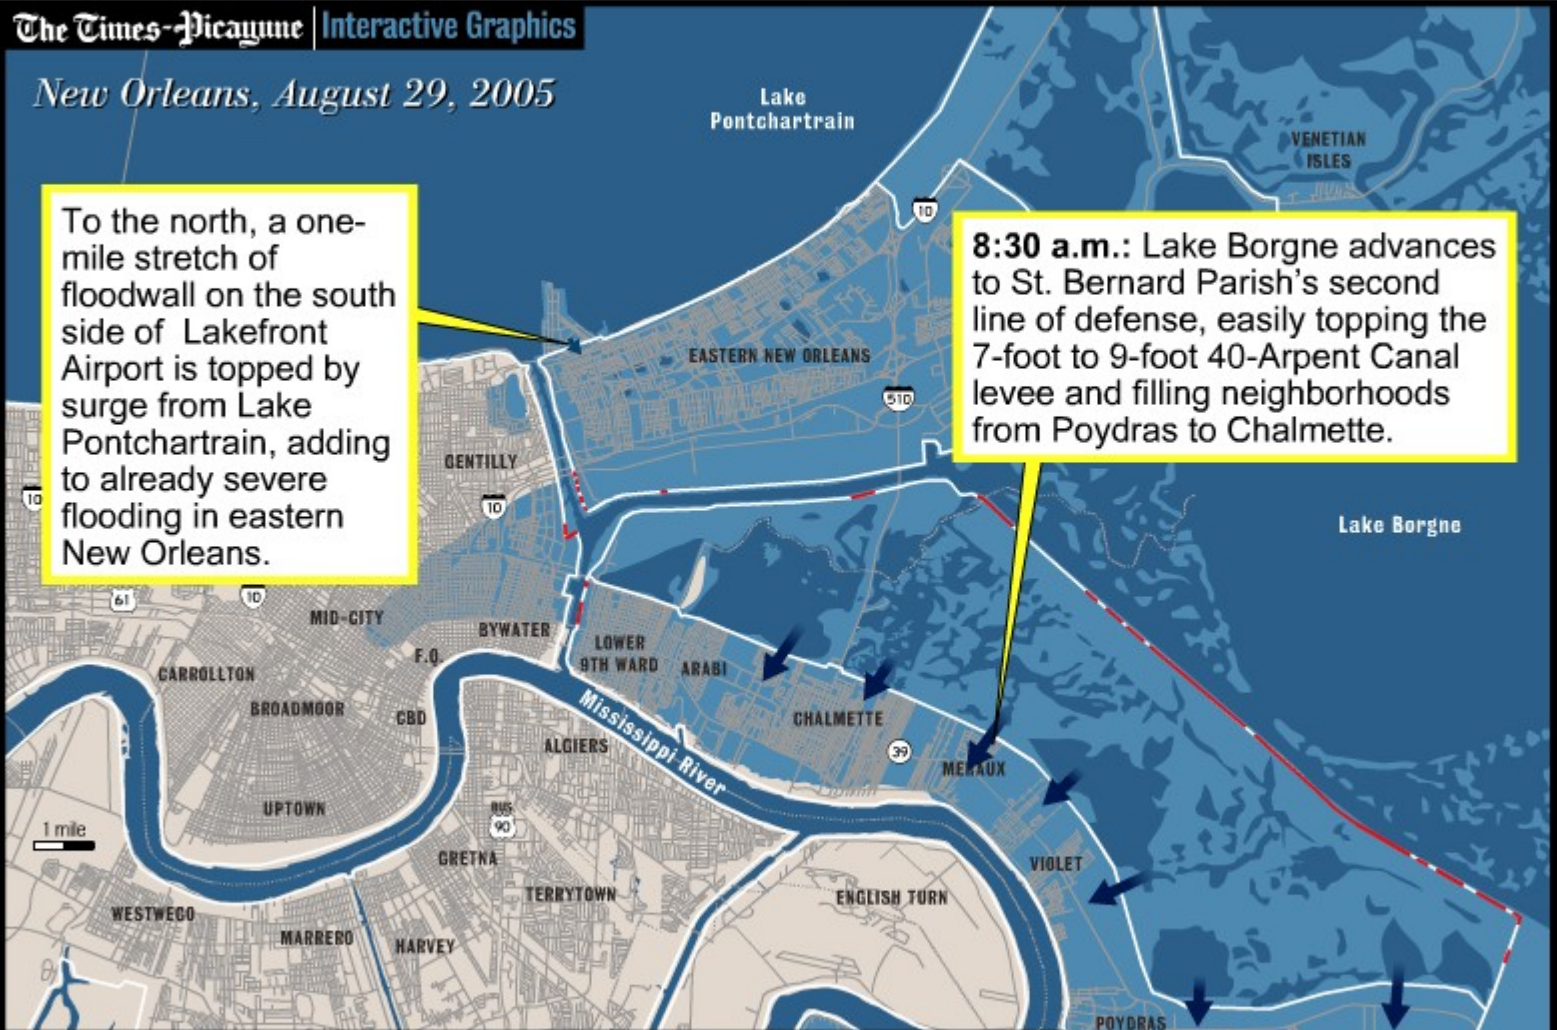 The Times-Picayune | Interactive Graphics
New Orleans, August 29, 2005
Lake
Pontchartrain
VENETIAN
ISLES
To the north, a one-
mile stretch of
floodwall on the south
side of Lakefront
Airport is topped by
surge from Lake
Pontchartrain, adding
to already severe
flooding in eastern
New Orleans.
10
8:30 a.m.: Lake Borgne advances
to St. Bernard Parish's second
line of defense, easily topping the
7-foot to 9-foot 40-Arpent Canal
levee and filling neighborhoods
from Poydras to Chalmette.
EASTERN NEW ORLEANS
510
GENTILLY
10
10
Lake Borgne
61
10
MID-CITY
BYWATER
F.Q.
LOWER
9TH WARD
ARABI
CARROLLTON
BROADMOOR
CBD
ALGIERS
Mississippi River
CHALMETTE
39
MERAUX
UPTOWN
1 mile
BUS
90
GRETNA
TERRYTOWN
VIOLET
ENGLISH TURN
WESTWEGO
MARRERO
HARVEY
POYDRAS